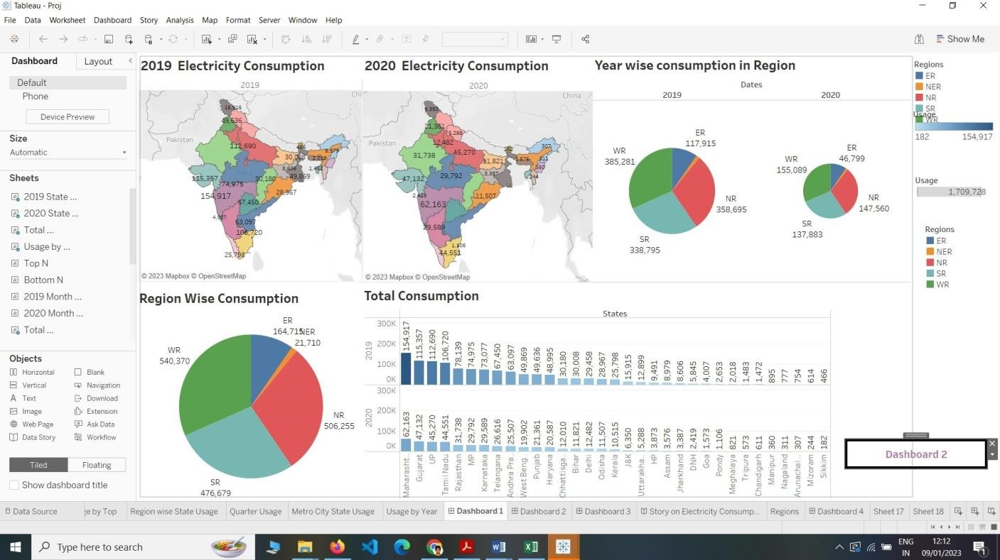 Tableau - Proj
File Data Worksheet Dashboard Story Analysis Map Format Server Window Help
Show Me
Dashboard Layout
Default
Phone
Device Preview
Size
Automatic
Sheets
2019 State ...
2020 State ...
Total ...
Usage by ...
Top N
Bottom N
2019 Month ...
2020 Month ...
Total ...
Objects
Horizontal Blank
Vertical Navigation
Text Download
Image Extension
Web Page Ask Data
Data Story Workflow
Tiled Floating
Show dashboard title
2019 Electricity Consumption
2019
China
Pakistan
India
15,915
49,636
112,690
466
8,979
30,008
2,018
115,357
8,606
1,483
74,975
30,180
49,869
154,917
28,967
67,450
4,007
63,097
106,720
25,798
© 2023 Mapbox © OpenStreetMap
2020 Electricity Consumption
2020
China
Pakistan
6,350
21,361
5,288
12,482
31,738
45,270
182
307
11,821
3,576
311
360
47,132
29,792
3,387
244
2,419
11,507
62,163
29,589
1,106
44,551
© 2023 Mapbox © OpenStreetMap
Year wise consumption in Region
Dates
2019 2020
ER
117,915
WR
385,281
NR
358,695
SR
338,795
ER
46,799
WR
155,089
NR
147,560
SR
137,883
Regions
ER
NER
NR
SR
WR
Usage
182 154,917
Usage
1,709,728
Regions
ER
NER
NR
SR
WR
Region Wise Consumption
ER
164,715
NER
21,710
WR
540,370
NR
506,255
SR
476,679
Total Consumption
States
2019
300K
200K
100K
0K
154,917 115,357 112,690 106,720 78,139 74,975 73,077 67,450 63,097 49,869 49,636 48,995 30,180 30,008 29,458 28,967 25,798 15,915 12,899 9,491 8,979 8,606 5,845 4,007 2,653 2,018 1,483 1,472 895 777 754 614 466
2020
300K
200K
100K
0K
62,163 47,132 45,270 44,551 31,738 29,792 29,589 26,616 25,507 19,902 21,361 20,587 12,010 11,821 12,482 11,507 10,515 6,350 5,288 3,873 3,576 3,387 2,419 1,573 1,106 821 573 611 360 311 307 244 182
Maharasht.. Gujarat UP Tamil Nadu Rajasthan MP Karnataka Telangana Andhra Pra.. West Beng.. Punjab Haryana Chhattisga.. Bihar Delhi Odisha Kerala J&K Uttarakha.. HP Assam Jharkhand DNH Goa Pondy Meghalaya Tripura Chandigarh Manipur Nagaland Arunachal.. Mizoram Sikkim
Dashboard 2
Data Source ge by Top Region wise State Usage Quarter Usage Metro City State Usage Usage by Year Dashboard 1 Dashboard 2 Dashboard 3 Story on Electricity Consump... Regions Dashboard 4 Sheet 17 Sheet 18
Type here to search
ENG
IN
12:12
09/01/2023
1